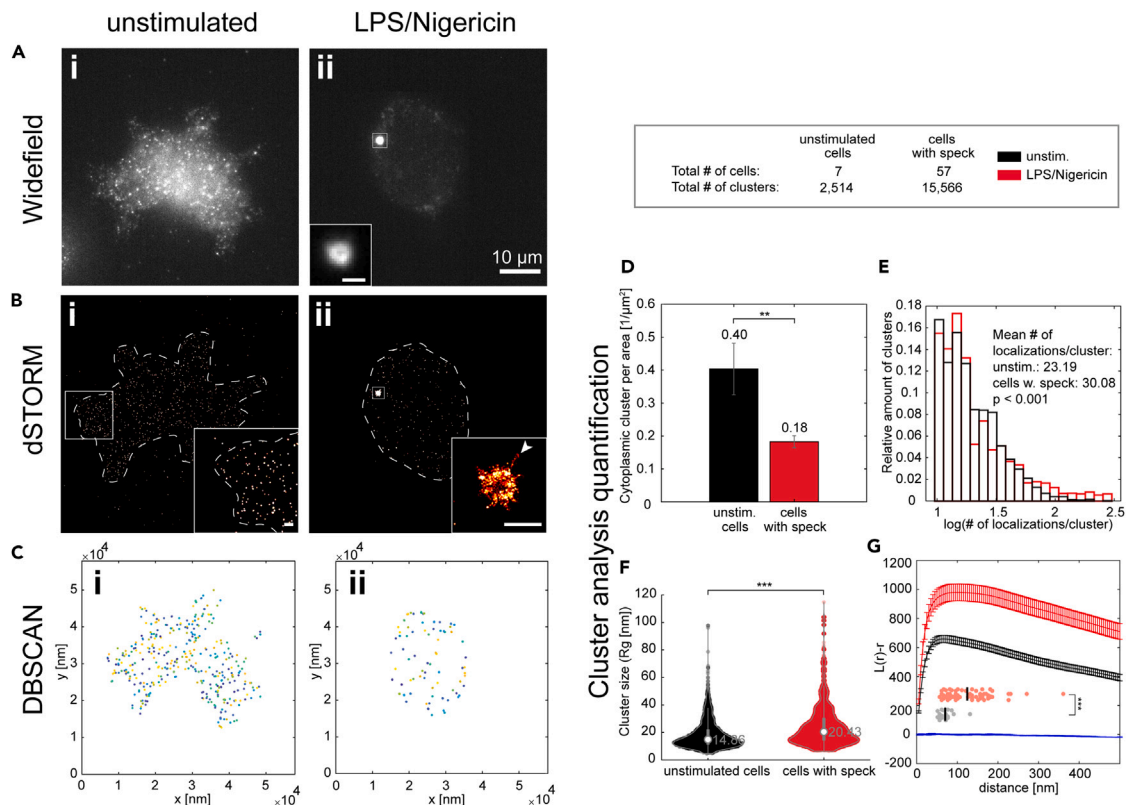 unstimulated
LPS/Nigericin
A
Widefield
i
ii
10 µm
B
dSTORM
i
ii
C
DBSCAN
i
×10⁴
5
4
3
2
1
0
y [nm]
0 1 2 3 4 5
x [nm]
×10⁴
ii
×10⁴
5
4
3
2
1
0
y [nm]
0 1 2 3 4 5
x [nm]
×10⁴
unstimulated cells
cells with speck
Total # of cells: 7 57
Total # of clusters: 2,514 15,566
unstim.
LPS/Nigericin
Cluster analysis quantification
D
Cytoplasmic cluster per area [1/µm²]
0.6
0.5
0.4
0.3
0.2
0.1
0
**
0.40
0.18
unstim. cells
cells with speck
E
Relative amount of clusters
0.18
0.16
0.14
0.12
0.10
0.08
0.06
0.04
0.02
0
Mean # of
localizations/cluster:
unstim.: 23.19
cells w. speck: 30.08
p < 0.001
1 1.5 2.0 2.5
log(# of localizations/cluster)
F
Cluster size (Rg [nm])
120
100
80
60
40
20
0
***
14.86
20.43
unstimulated cells
cells with speck
G
L(r)-r
1200
1000
800
600
400
200
0
-200
***
0 100 200 300 400
distance [nm]